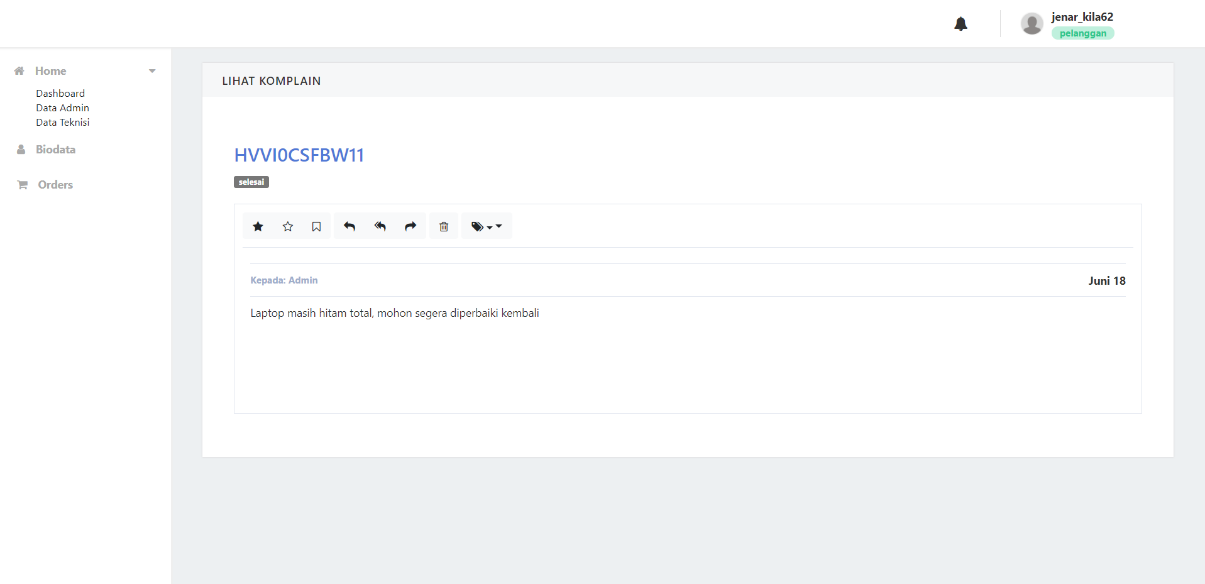 jenar_kila62
pelanggan
Home
Dashboard
Data Admin
Data Teknisi
Biodata
Orders
LIHAT KOMPLAIN
HVVI0CSFBW11
selesai
Kepada: Admin
Juni 18
Laptop masih hitam total, mohon segera diperbaiki kembali